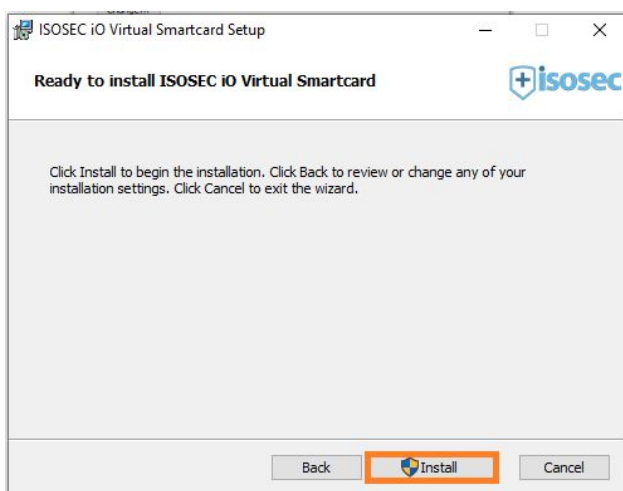 ISOSEC iO Virtual Smartcard Setup
Ready to install ISOSEC iO Virtual Smartcard
isosec
Click Install to begin the installation. Click Back to review or change any of your
installation settings. Click Cancel to exit the wizard.
Back
Install
Cancel